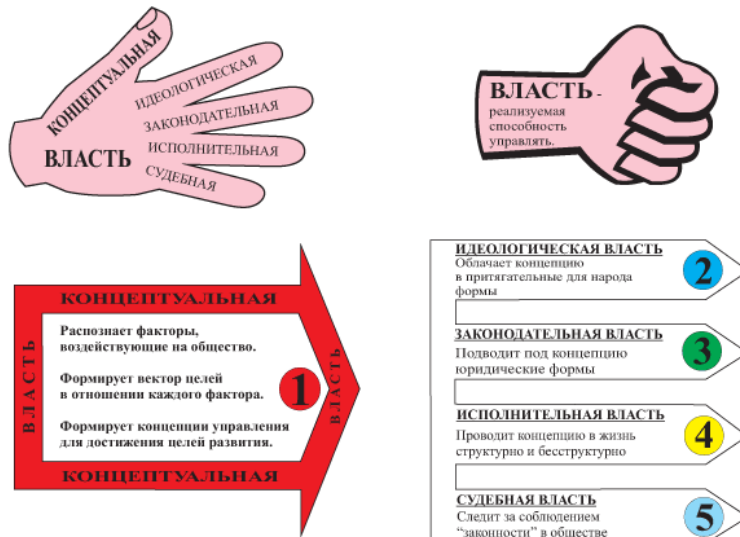 КОНЦЕПТУАЛЬНАЯ
ИДЕОЛОГИЧЕСКАЯ
ЗАКОНОДАТЕЛЬНАЯ
ИСПОЛНИТЕЛЬНАЯ
СУДЕБНАЯ
ВЛАСТЬ
ВЛАСТЬ -
реализуемая
способность
управлять.
КОНЦЕПТУАЛЬНАЯ
ВЛАСТЬ
Распознает факторы,
воздействующие на общество.
Формирует вектор целей
в отношении каждого фактора.
Формирует концепции управления
для достижения целей развития.
1
ВЛАСТЬ
КОНЦЕПТУАЛЬНАЯ
ИДЕОЛОГИЧЕСКАЯ ВЛАСТЬ
Облачает концепцию
в притягательные для народа
формы
2
ЗАКОНОДАТЕЛЬНАЯ ВЛАСТЬ
Подводит под концепцию
юридические формы
3
ИСПОЛНИТЕЛЬНАЯ ВЛАСТЬ
Проводит концепцию в жизнь
структурно и бесструктурно
4
СУДЕБНАЯ ВЛАСТЬ
Следит за соблюдением
"законности" в обществе
5